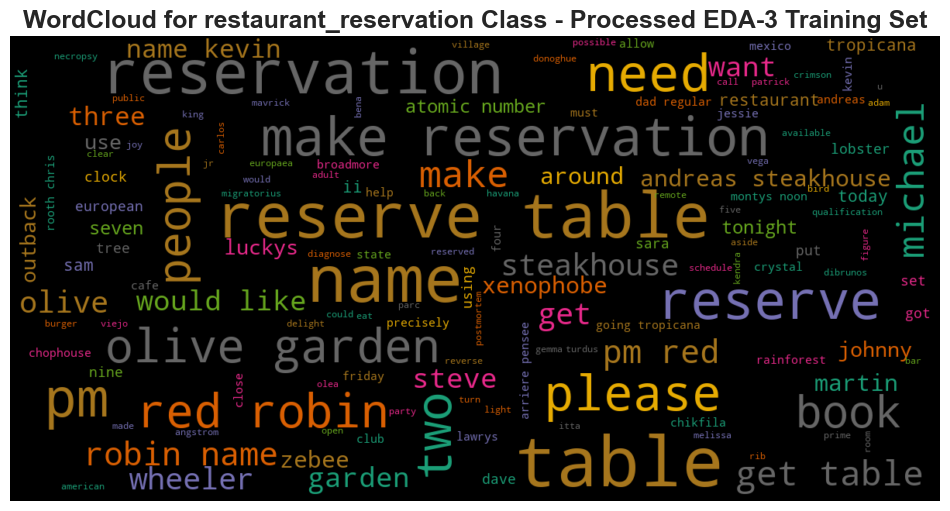 WordCloud for restaurant_reservation Class - Processed EDA-3 Training Set
necropsy name kevin village donoghue possible allow mexico tropicana
think reservation need want call patrick crimson kevin
public mavrick bena atomic number dad regular restaurant andreas u adam
three king carlos must jessie available
use joy make reservation lobster michael
clear people jr europaea broadmore make around andreas steakhouse vega bird
rooth chris clock adult would ii help back havana remote montys noon today
european migratorius reserve table five qualification
outback seven luckys diagnose state reserved four sara tonight aside figure
tree steakhouse put
sam name using xenophobe schedule kendra crystal dibrunos set
cafe
olive would like could eat parc get reserve got
burger viejo delight precisely postmortem going tropicana
chophouse olive garden reverse arriere pensee gemma turdus pm red rainforest johnny bar
nine close olea friday steve martin
pm red robin party turn light please book
made angstrom open club two lawrys itta chikfila melissa prime room
robin name zebee table rib
american wheeler garden dave get table